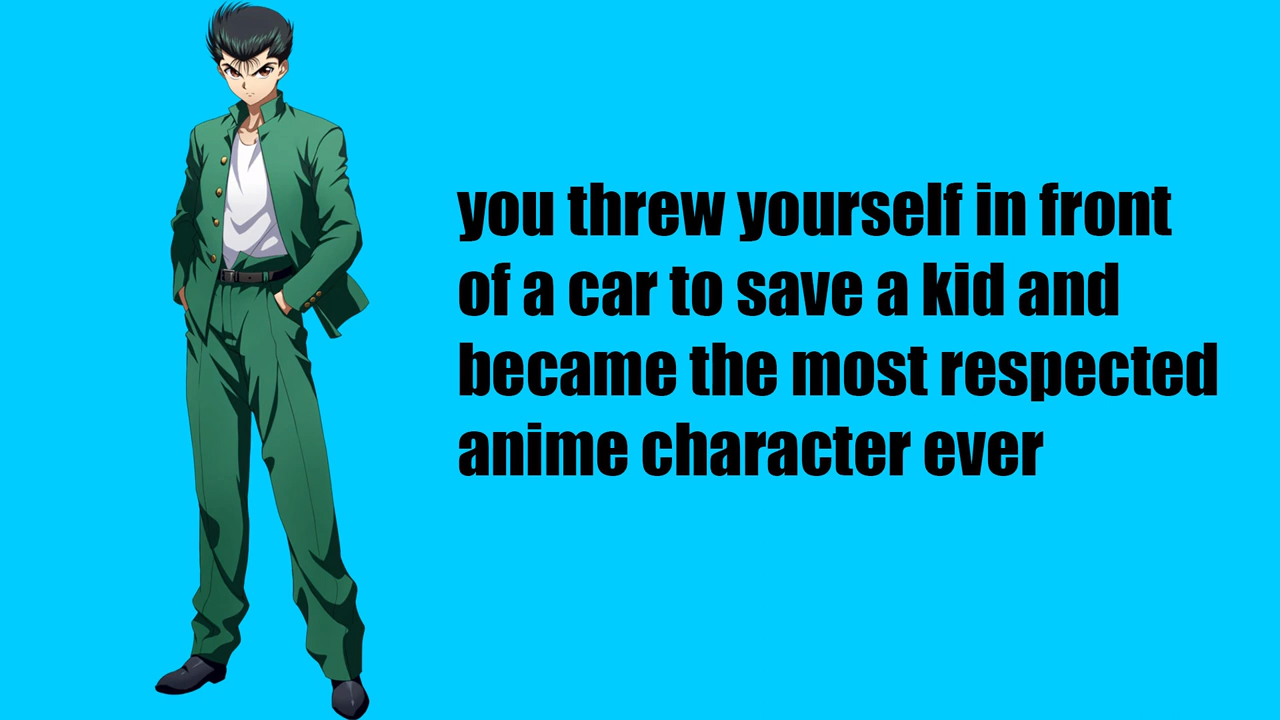 you threw yourself in front
of a car to save a kid and
became the most respected
anime character ever